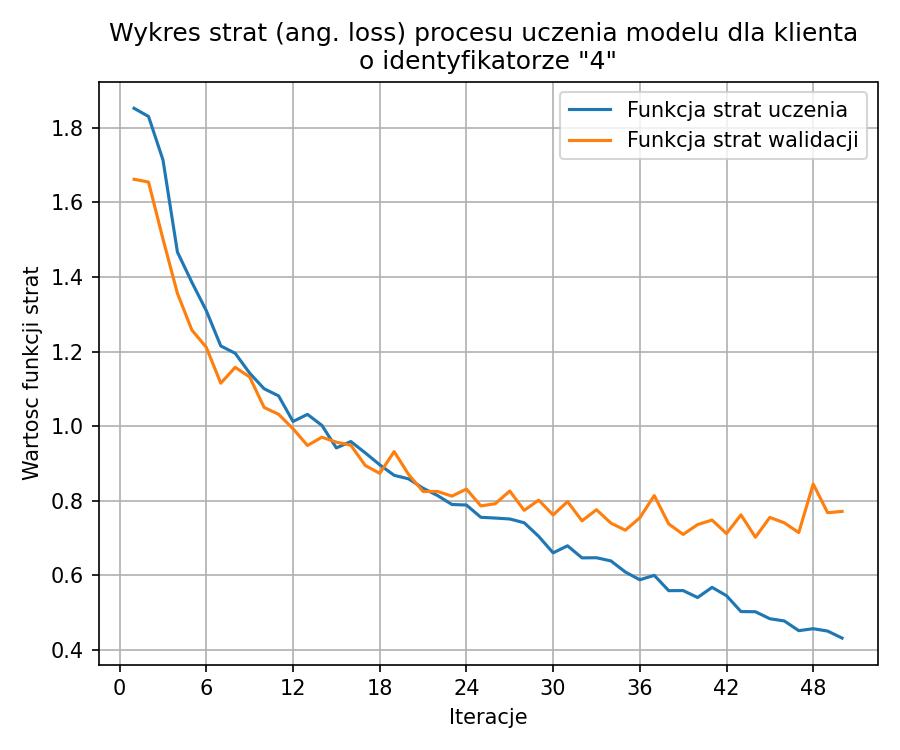 Wykres strat (ang. loss) procesu uczenia modelu dla klienta
o identyfikatorze "4"
Funkcja strat uczenia
Funkcja strat walidacji
Wartosc funkcji strat
1.8
1.6
1.4
1.2
1.0
0.8
0.6
0.4
0 6 12 18 24 30 36 42 48
Iteracje